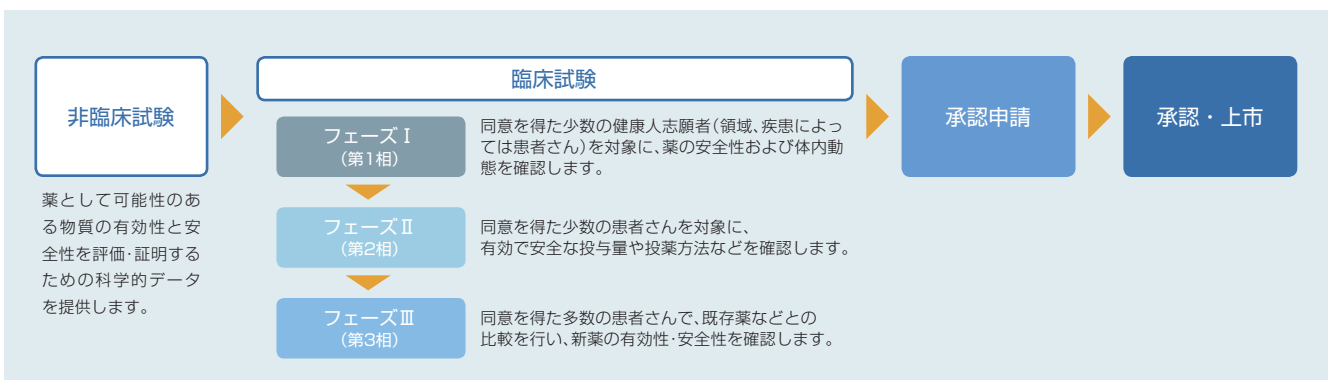 非臨床試験
薬として可能性のあ
る物質の有効性と安
全性を評価・証明する
ための科学的データ
を提供します。
臨床試験
フェーズⅠ
(第1相)
同意を得た少数の健康人志願者(領域、疾患によっ
ては患者さん)を対象に、薬の安全性および体内動
態を確認します。
フェーズⅡ
(第2相)
同意を得た少数の患者さんを対象に、
有効で安全な投与量や投薬方法などを確認します。
フェーズⅢ
(第3相)
同意を得た多数の患者さんで、既存薬などとの
比較を行い、新薬の有効性・安全性を確認します。
承認申請
承認・上市